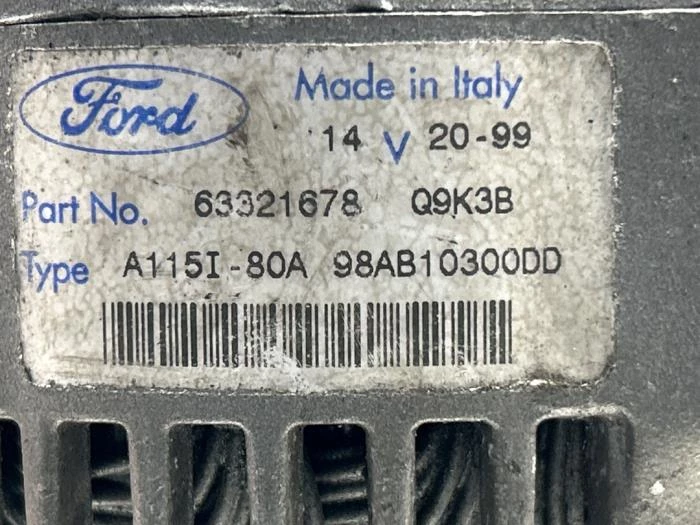 Ford Made in Italy
14 V 20-99
Part No. 63321678 Q9K3B
Type A115I-80A 98AB10300DD